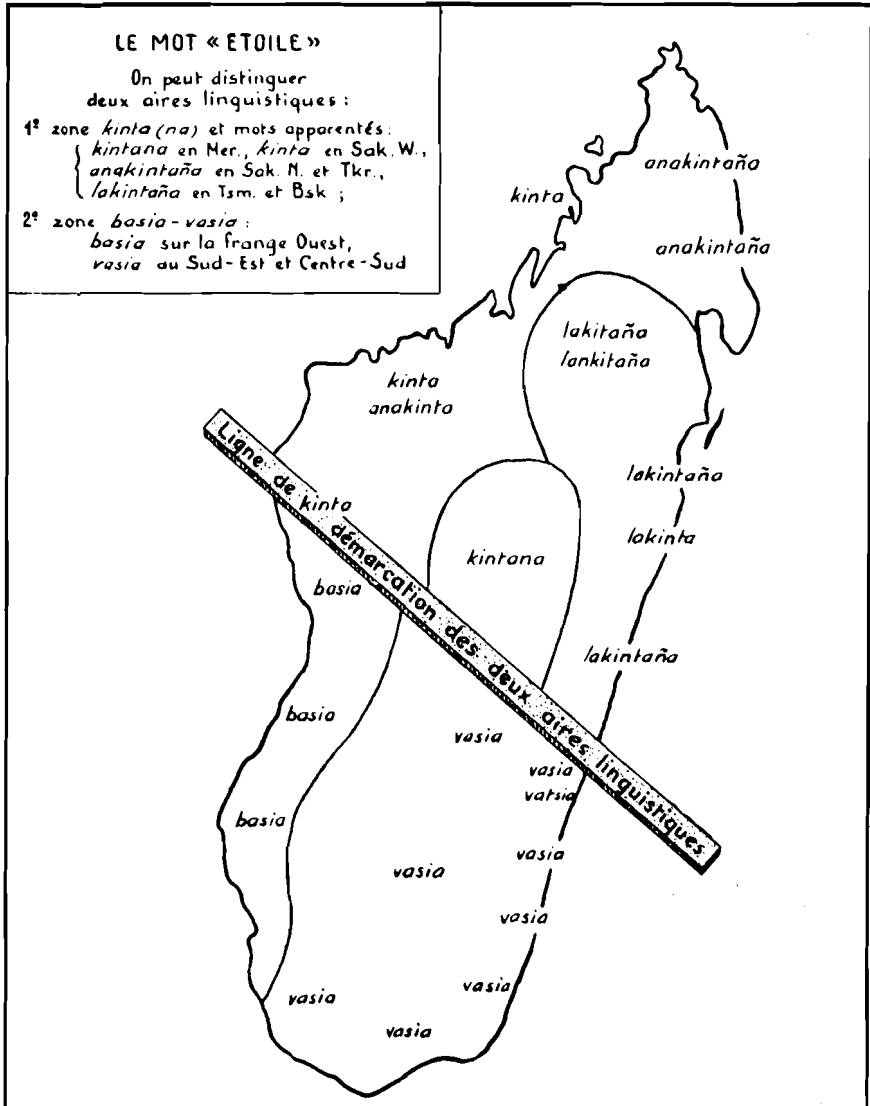 LE MOT « ETOILE »
On peut distinguer
deux aires linguistiques :
1º zone kinta (na) et mots apparentés :
kintana en Mer., kinta en Sak. W.,
anakintaña en Sak. N. et Tkr.,
lakintaña en Tsm. et Bsk ;
2º zone basia - vasia :
basia sur la frange Ouest,
vasia au Sud-Est et Centre-Sud
anakintaña
kinta
anakintaña
lakitaña
lankitaña
kinta
anakinta
Ligne de démarcation des deux aires linguistiques
lakintaña
kinta
lakinta
kintana
basia
lakintaña
basia
vasia
vasia
vatsia
basia
vasia
vasia
vasia
vasia
vasia
vasia